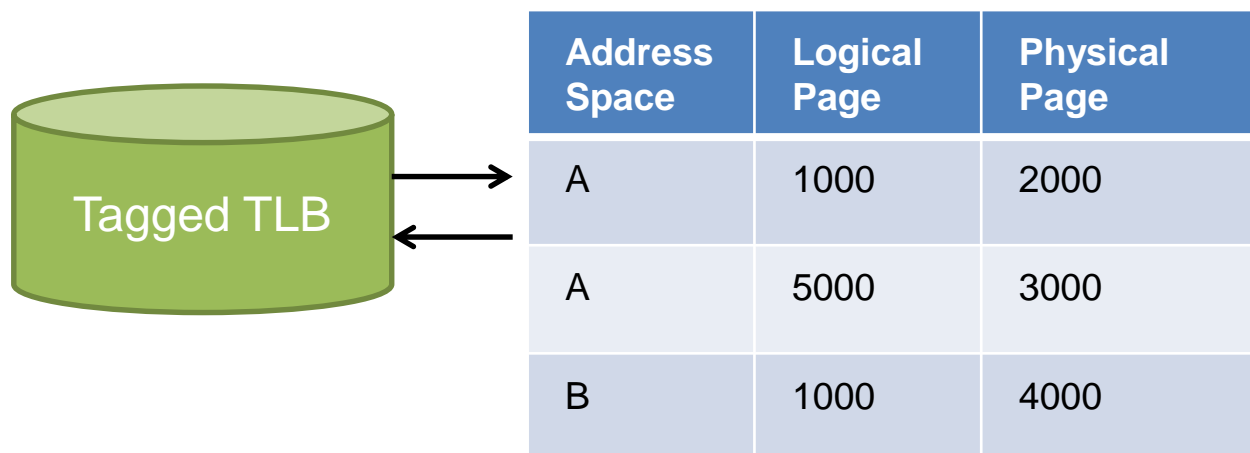 Tagged TLB
Address Space Logical Page Physical Page
A 1000 2000
A 5000 3000
B 1000 4000